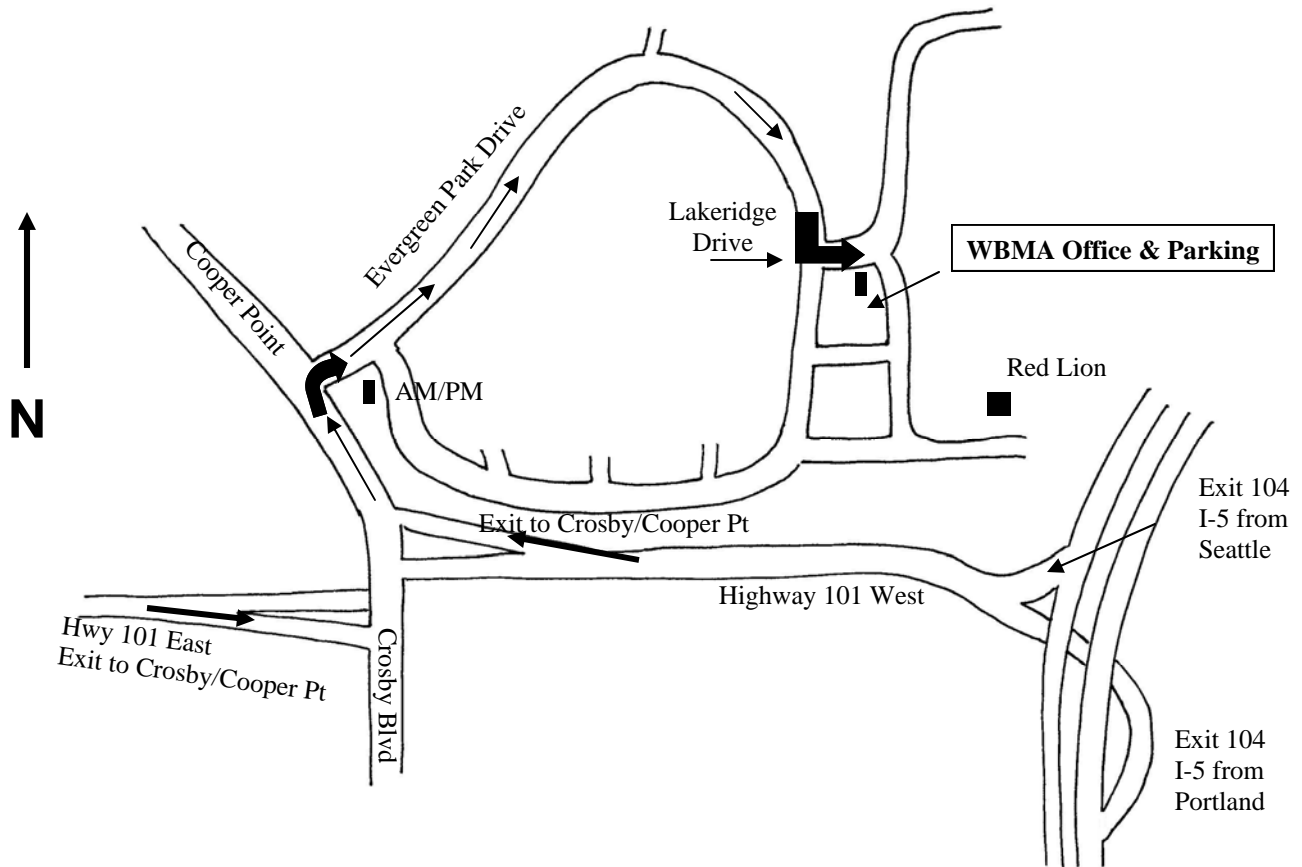 Evergreen Park Drive
Cooper Point
Lakeridge
Drive
WBMA Office & Parking
N
AM/PM
Red Lion
Exit 104
I-5 from
Seattle
Exit to Crosby/Cooper Pt
Highway 101 West
Hwy 101 East
Exit to Crosby/Cooper Pt
Crosby Blvd
Exit 104
I-5 from
Portland